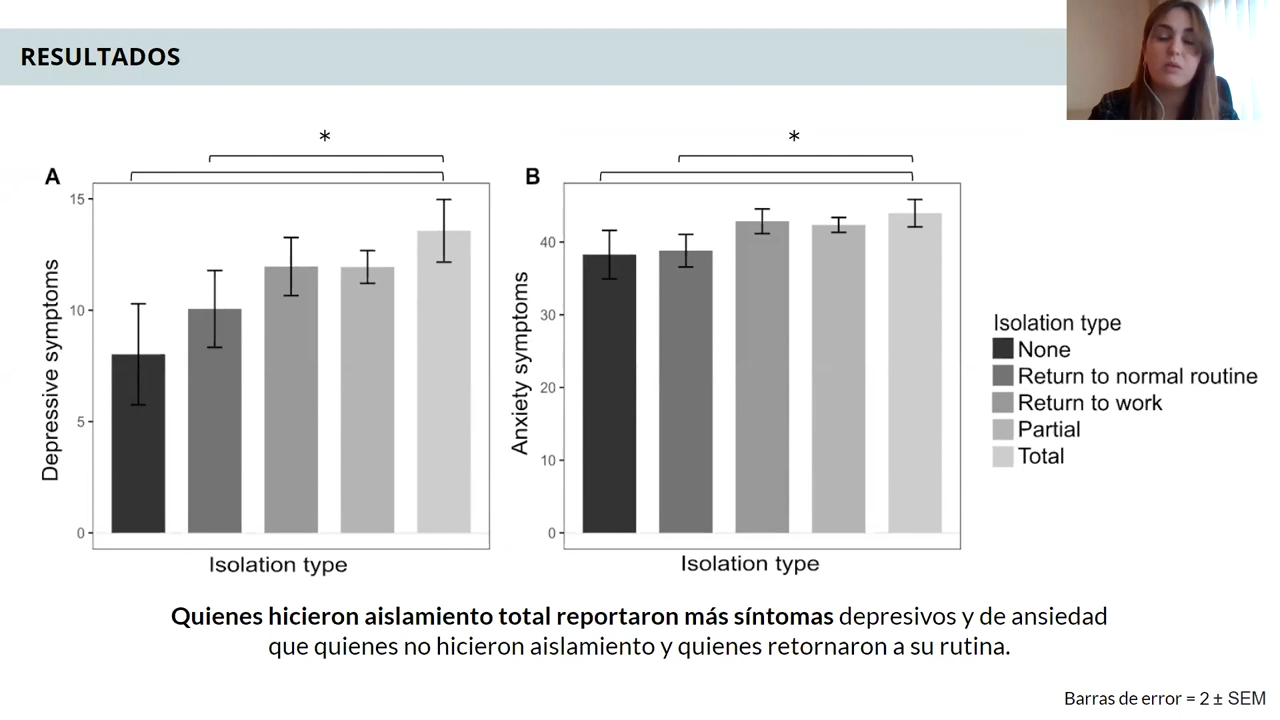 RESULTADOS
*
*
A
B
15
10
5
0
Depressive symptoms
Isolation type
40
30
20
10
0
Anxiety symptoms
Isolation type
Isolation type
None
Return to normal routine
Return to work
Partial
Total
Quienes hicieron aislamiento total reportaron más síntomas depresivos y de ansiedad
que quienes no hicieron aislamiento y quienes retornaron a su rutina.
Barras de error = 2 ± SEM